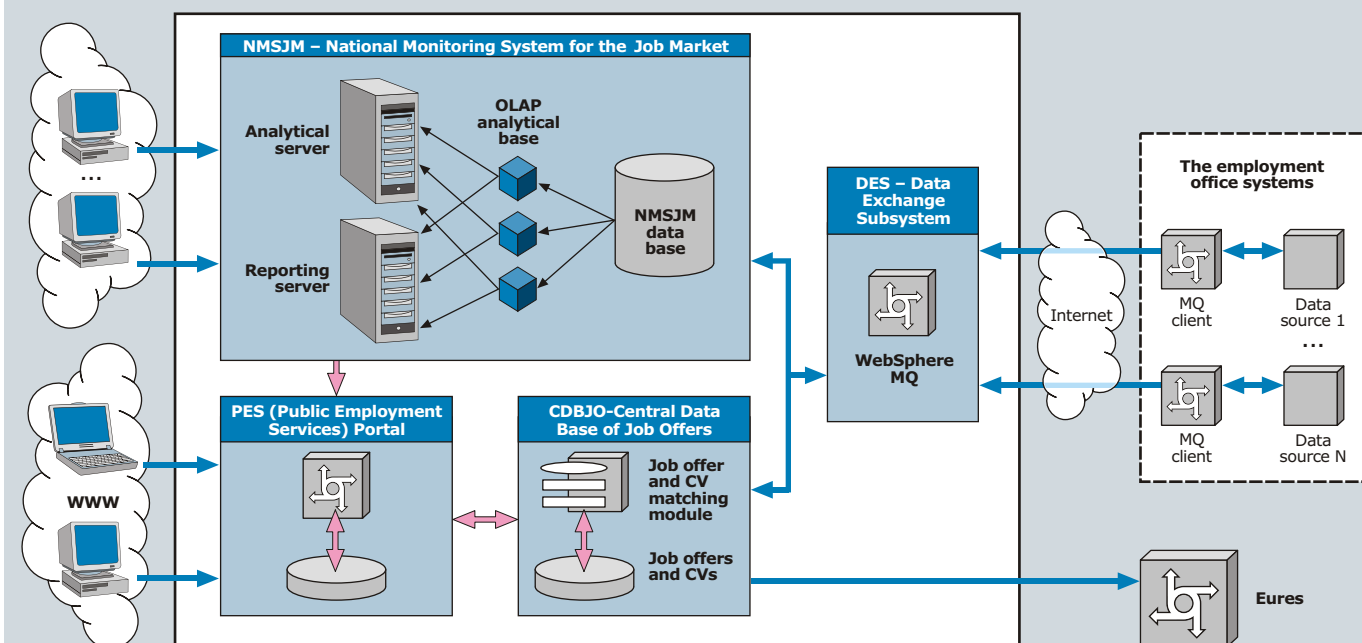 NMSJM – National Monitoring System for the Job Market
Analytical
server
OLAP
analytical
base
...
NMSJM
data
base
Reporting
server
DES – Data
Exchange
Subsystem
WebSphere
MQ
Internet
The employment
office systems
MQ
client
Data
source 1
...
MQ
client
Data
source N
PES (Public Employment
Services) Portal
CDBJO-Central Data
Base of Job Offers
Job offer
and CV
matching
module
Job offers
and CVs
WWW
Eures